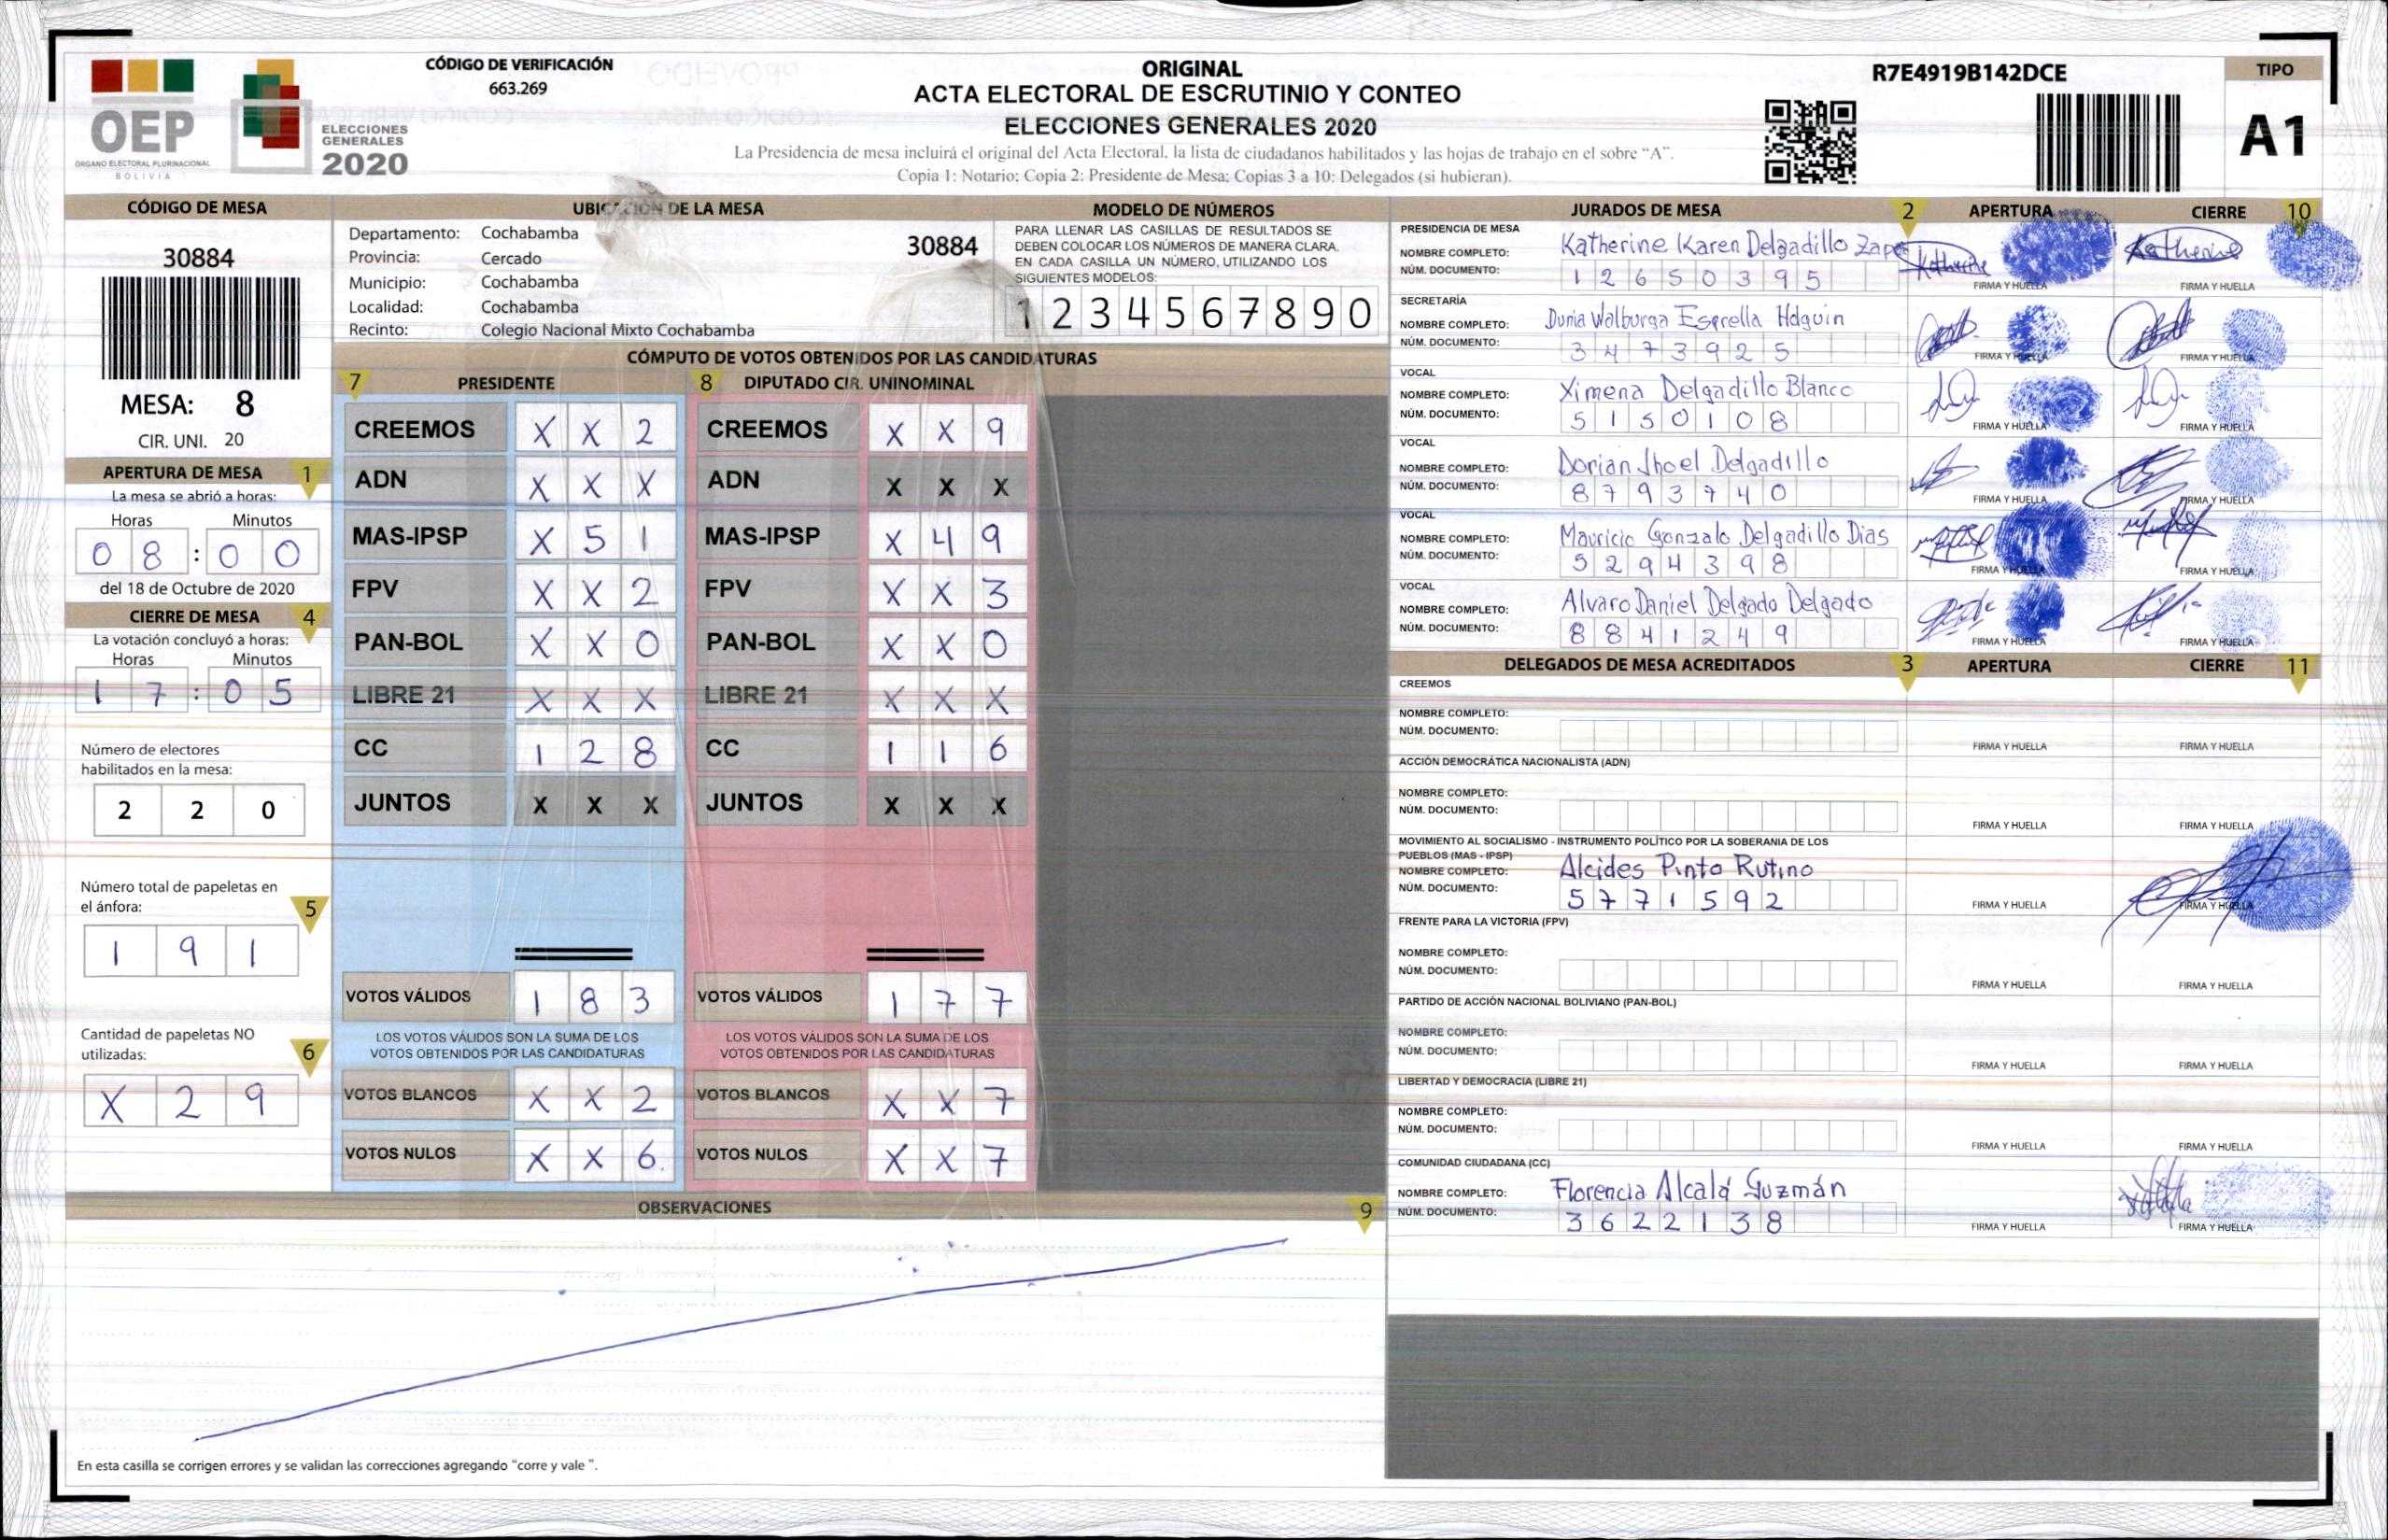 OEP
ÓRGANO ELECTORAL PLURINACIONAL
BOLIVIA
ELECCIONES
GENERALES
2020
CÓDIGO DE VERIFICACIÓN
663.269
ORIGINAL
ACTA ELECTORAL DE ESCRUTINIO Y CONTEO
ELECCIONES GENERALES 2020
La Presidencia de mesa incluirá el original del Acta Electoral, la lista de ciudadanos habilitados y las hojas de trabajo en el sobre "A".
Copia 1: Notario; Copia 2: Presidente de Mesa; Copias 3 a 10: Delegados (si hubieran).
R7E4919B142DCE
TIPO
A1
CÓDIGO DE MESA
30884
MESA: 8
CIR. UNI. 20
APERTURA DE MESA 1
La mesa se abrió a horas:
Horas Minutos
0 8 : 0 0
del 18 de Octubre de 2020
CIERRE DE MESA 4
La votación concluyó a horas:
Horas Minutos
1 7 : 0 5
Número de electores
habilitados en la mesa:
2 2 0
Número total de papeletas en
el ánfora: 5
1 9 1
Cantidad de papeletas NO
utilizadas: 6
X 2 9
UBICACIÓN DE LA MESA
Departamento: Cochabamba
Provincia: Cercado
Municipio: Cochabamba
Localidad: Cochabamba
Recinto: Colegio Nacional Mixto Cochabamba
30884
MODELO DE NÚMEROS
PARA LLENAR LAS CASILLAS DE RESULTADOS SE
DEBEN COLOCAR LOS NÚMEROS DE MANERA CLARA.
EN CADA CASILLA UN NÚMERO, UTILIZANDO LOS
SIGUIENTES MODELOS:
1 2 3 4 5 6 7 8 9 0
CÓMPUTO DE VOTOS OBTENIDOS POR LAS CANDIDATURAS
7 PRESIDENTE 8 DIPUTADO CIR. UNINOMINAL
CREEMOS X X 2 CREEMOS X X 9
ADN X X X ADN X X X
MAS-IPSP X 5 1 MAS-IPSP X 4 9
FPV X X 2 FPV X X 3
PAN-BOL X X 0 PAN-BOL X X 0
LIBRE 21 X X X LIBRE 21 X X X
CC 1 2 8 CC 1 1 6
JUNTOS X X X JUNTOS X X X
VOTOS VÁLIDOS 1 8 3 VOTOS VÁLIDOS 1 7 7
LOS VOTOS VÁLIDOS SON LA SUMA DE LOS LOS VOTOS VÁLIDOS SON LA SUMA DE LOS
VOTOS OBTENIDOS POR LAS CANDIDATURAS VOTOS OBTENIDOS POR LAS CANDIDATURAS
VOTOS BLANCOS X X 2 VOTOS BLANCOS X X 7
VOTOS NULOS X X 6. VOTOS NULOS X X 7
OBSERVACIONES 9
En esta casilla se corrigen errores y se validan las correcciones agregando "corre y vale ".
JURADOS DE MESA 2 APERTURA CIERRE 10
PRESIDENCIA DE MESA
NOMBRE COMPLETO: Katherine Karen Delgadillo Katherine Katherine
NÚM. DOCUMENTO: 1 2 6 5 0 3 9 5
FIRMA Y HUELLA FIRMA Y HUELLA
SECRETARÍA
NOMBRE COMPLETO: Dunia Walburga
NÚM. DOCUMENTO: 3 4 7 3 9 2 5
FIRMA Y HUELLA FIRMA Y HUELLA
VOCAL
NOMBRE COMPLETO: Ximena Delgadillo Blanco
NÚM. DOCUMENTO: 5 1 5 0 1 0 8
FIRMA Y HUELLA FIRMA Y HUELLA
VOCAL
NOMBRE COMPLETO: Dorian Jhoel Delgadillo
NÚM. DOCUMENTO: 8 7 9 3 7 4 0
FIRMA Y HUELLA FIRMA Y HUELLA
VOCAL
NOMBRE COMPLETO: Mauricio Gonzalo Delgadillo Dias
NÚM. DOCUMENTO: 5 2 9 4 3 9 8
FIRMA Y HUELLA FIRMA Y HUELLA
VOCAL
NOMBRE COMPLETO: Alvaro Daniel Delgado Delgado
NÚM. DOCUMENTO: 8 8 4 1 2 4 9
FIRMA Y HUELLA FIRMA Y HUELLA
DELEGADOS DE MESA ACREDITADOS 3 APERTURA CIERRE 11
CREEMOS
NOMBRE COMPLETO:
NÚM. DOCUMENTO:
FIRMA Y HUELLA FIRMA Y HUELLA
ACCIÓN DEMOCRÁTICA NACIONALISTA (ADN)
NOMBRE COMPLETO:
NÚM. DOCUMENTO:
FIRMA Y HUELLA FIRMA Y HUELLA
MOVIMIENTO AL SOCIALISMO - INSTRUMENTO POLÍTICO POR LA SOBERANIA DE LOS
PUEBLOS (MAS - IPSP)
NOMBRE COMPLETO: Alcides Pinto Rutino
NÚM. DOCUMENTO: 5 7 7 1 5 9 2
FIRMA Y HUELLA FIRMA Y HUELLA
FRENTE PARA LA VICTORIA (FPV)
NOMBRE COMPLETO:
NÚM. DOCUMENTO:
FIRMA Y HUELLA FIRMA Y HUELLA
PARTIDO DE ACCIÓN NACIONAL BOLIVIANO (PAN-BOL)
NOMBRE COMPLETO:
NÚM. DOCUMENTO:
FIRMA Y HUELLA FIRMA Y HUELLA
LIBERTAD Y DEMOCRACIA (LIBRE 21)
NOMBRE COMPLETO:
NÚM. DOCUMENTO:
FIRMA Y HUELLA FIRMA Y HUELLA
COMUNIDAD CIUDADANA (CC)
NOMBRE COMPLETO: Florencia Alcalá Guzmán
NÚM. DOCUMENTO: 3 6 2 2 1 3 8
FIRMA Y HUELLA FIRMA Y HUELLA